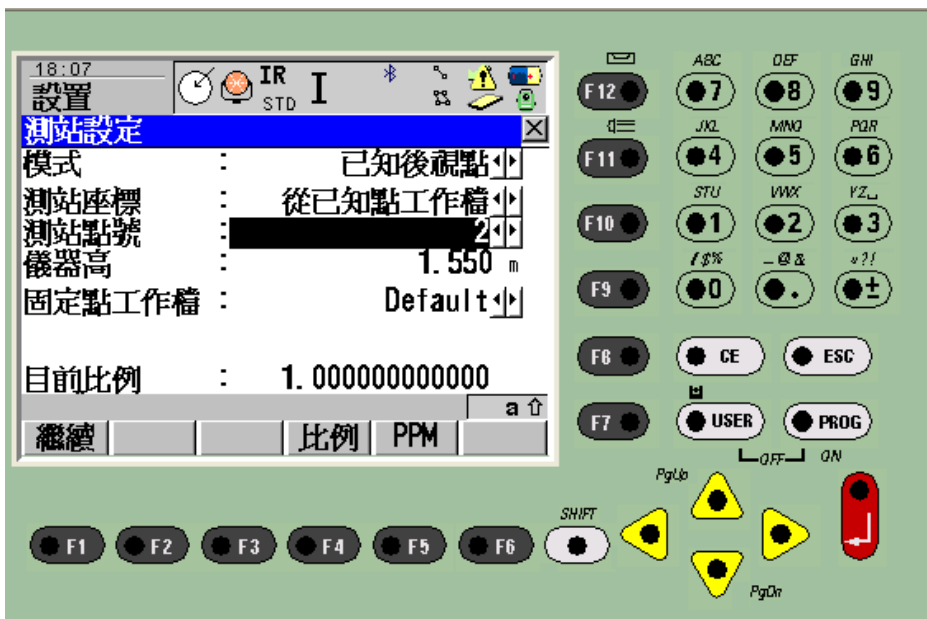 18:07
設置
IR
STD
I
測站設定
模式 : 已知後視點
測站座標 : 從已知點工作檔
測站點號 : 2
儀器高 : 1.550 m
固定點工作檔 : Default
目前比例 : 1.000000000000
a
繼續 比例 PPM
F12 ABC 7 DEF 8 GHI 9
F11 JKL 4 MNO 5 PQR 6
F10 STU 1 VWX 2 YZ 3
F9 /$% 0 _@& . *?! ±
F8 CE ESC
F7 USER PROG
OFF ON
PgUp
SHIFT
F1 F2 F3 F4 F5 F6
PgDn